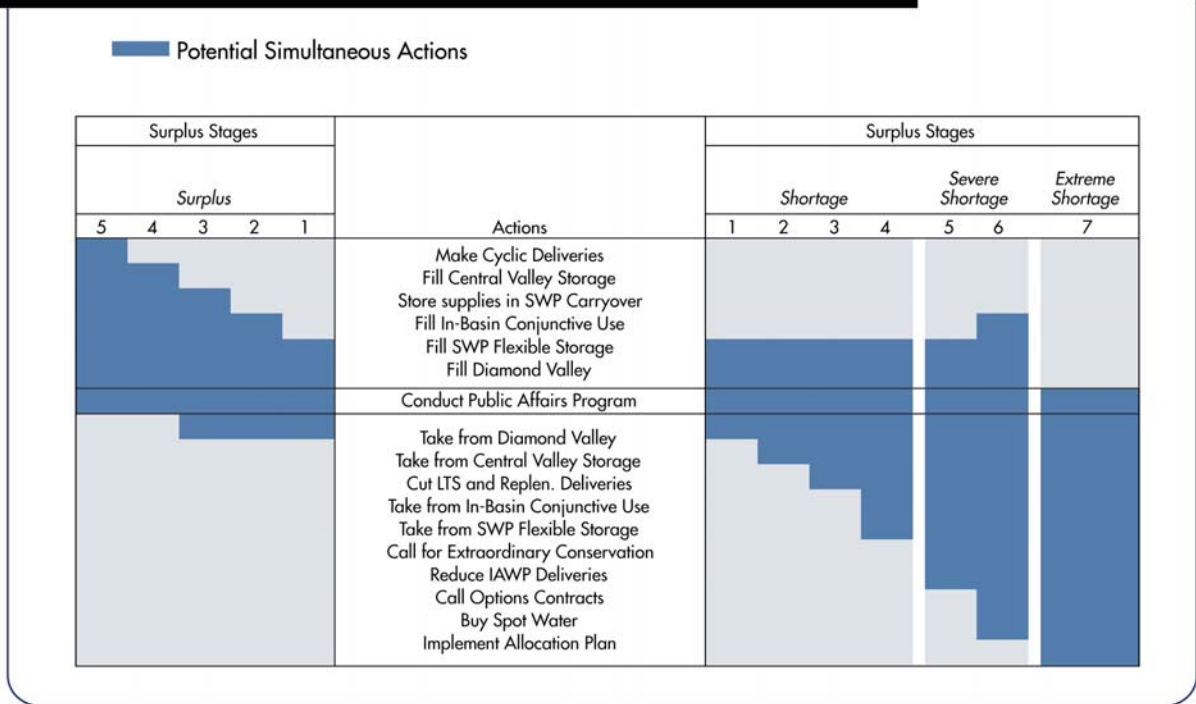 Potential Simultaneous Actions
Surplus Stages
Surplus
5 4 3 2 1
Actions
Surplus Stages
Shortage
Severe
Shortage
Extreme
Shortage
1 2 3 4 5 6 7
Make Cyclic Deliveries
Fill Central Valley Storage
Store supplies in SWP Carryover
Fill In-Basin Conjunctive Use
Fill SWP Flexible Storage
Fill Diamond Valley
Conduct Public Affairs Program
Take from Diamond Valley
Take from Central Valley Storage
Cut LTS and Replen. Deliveries
Take from In-Basin Conjunctive Use
Take from SWP Flexible Storage
Call for Extraordinary Conservation
Reduce IAWP Deliveries
Call Options Contracts
Buy Spot Water
Implement Allocation Plan